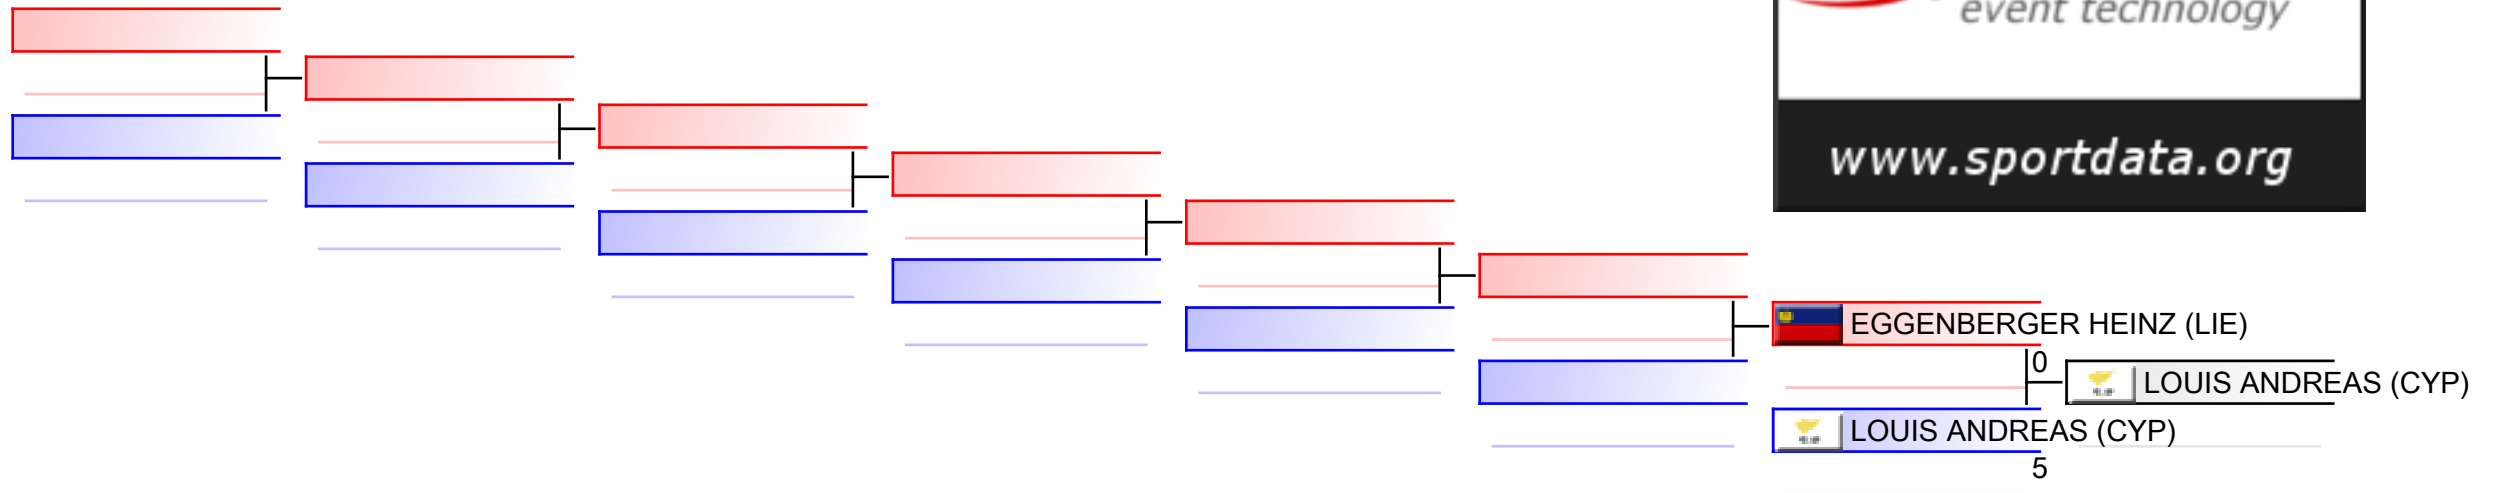 event technology
www.sportdata.org
EGGENBERGER HEINZ (LIE)
0
LOUIS ANDREAS (CYP)
LOUIS ANDREAS (CYP)
5